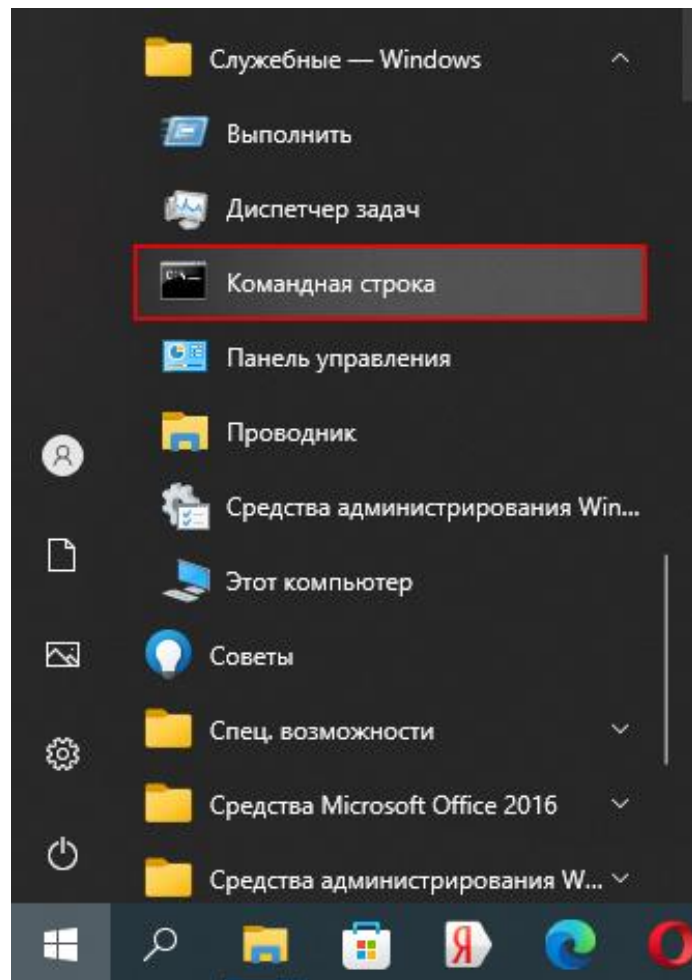 Служебные — Windows
Выполнить
Диспетчер задач
Командная строка
Панель управления
Проводник
Средства администрирования Win...
Этот компьютер
Советы
Спец. возможности
Средства Microsoft Office 2016
Средства администрирования W...
Я